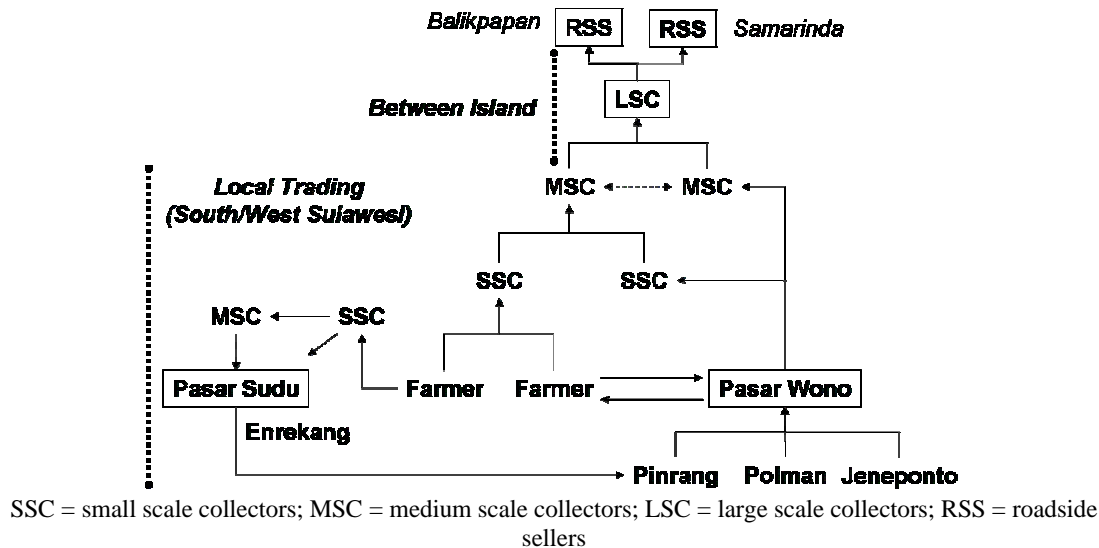 Balikpapan RSS RSS Samarinda
Between Island LSC
Local Trading MSC MSC
(South/West Sulawesi)
SSC SSC
MSC SSC
Pasar Sudu Farmer Farmer Pasar Wono
Enrekang
Pinrang Polman Jeneponto
SSC = small scale collectors; MSC = medium scale collectors; LSC = large scale collectors; RSS = roadside
sellers